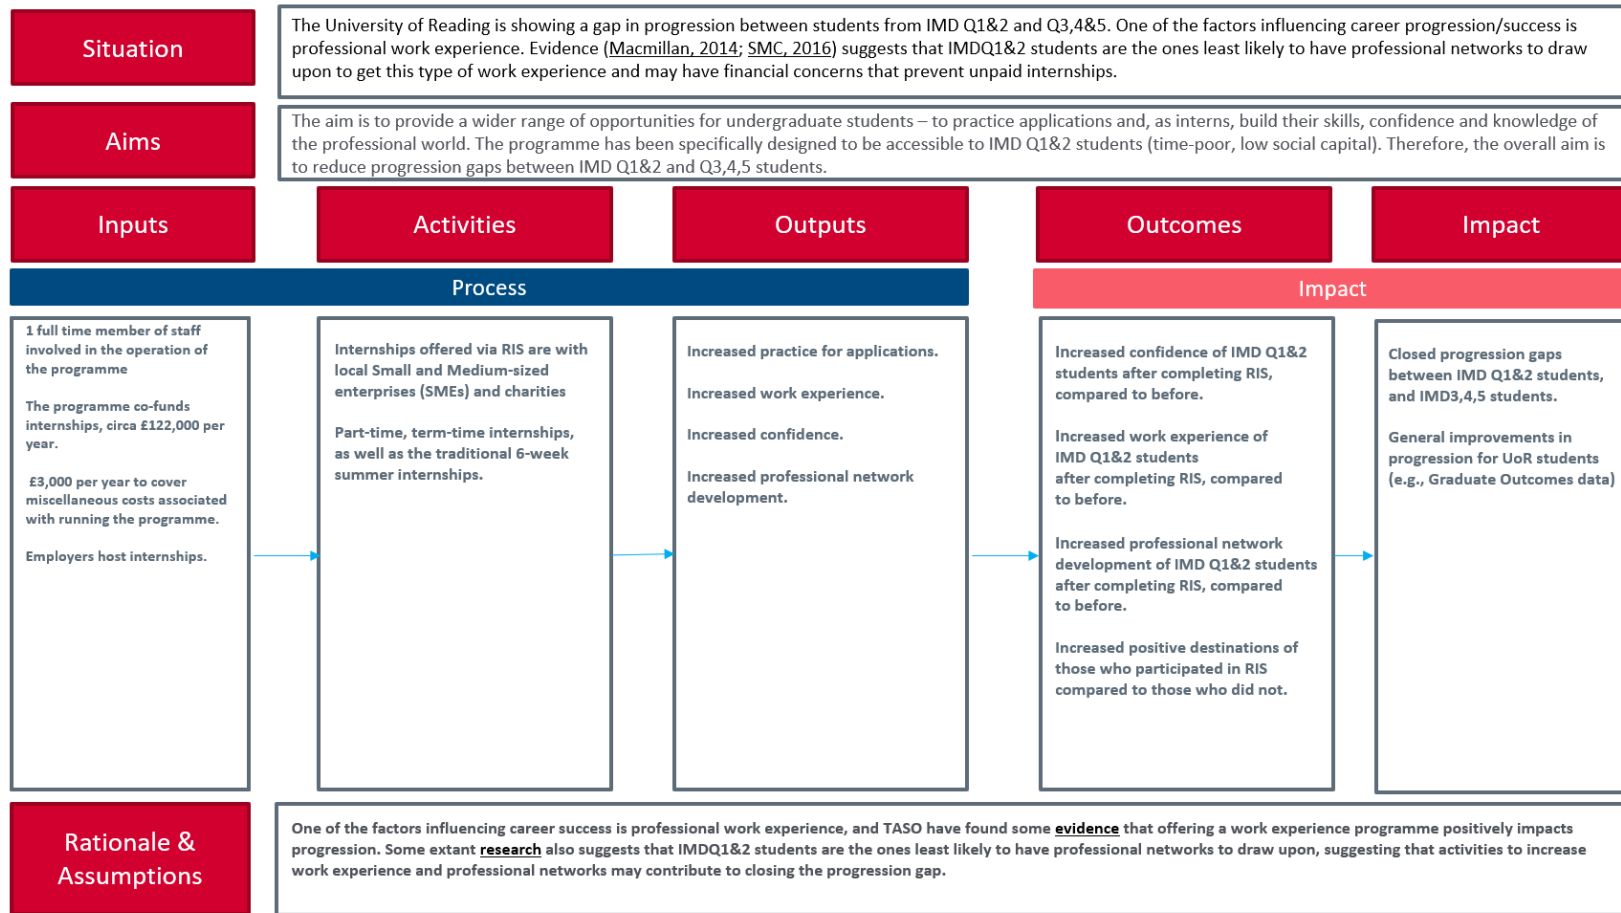 Situation
The University of Reading is showing a gap in progression between students from IMD Q1&2 and Q3,4&5. One of the factors influencing career progression/success is
professional work experience. Evidence (Macmillan, 2014; SMC, 2016) suggests that IMDQ1&2 students are the ones least likely to have professional networks to draw
upon to get this type of work experience and may have financial concerns that prevent unpaid internships.
Aims
The aim is to provide a wider range of opportunities for undergraduate students – to practice applications and, as interns, build their skills, confidence and knowledge of
the professional world. The programme has been specifically designed to be accessible to IMD Q1&2 students (time-poor, low social capital). Therefore, the overall aim is
to reduce progression gaps between IMD Q1&2 and Q3,4,5 students.
Inputs
Activities
Outputs
Outcomes
Impact
Process
Impact
1 full time member of staff
involved in the operation of
the programme
The programme co-funds
internships, circa £122,000 per
year.
£3,000 per year to cover
miscellaneous costs associated
with running the programme.
Employers host internships.
Internships offered via RIS are with
local Small and Medium-sized
enterprises (SMEs) and charities
Part-time, term-time internships,
as well as the traditional 6-week
summer internships.
Increased practice for applications.
Increased work experience.
Increased confidence.
Increased professional network
development.
Increased confidence of IMD Q1&2
students after completing RIS,
compared to before.
Increased work experience of
IMD Q1&2 students
after completing RIS, compared
to before.
Increased professional network
development of IMD Q1&2 students
after completing RIS, compared
to before.
Increased positive destinations of
those who participated in RIS
compared to those who did not.
Closed progression gaps
between IMD Q1&2 students,
and IMD3,4,5 students.
General improvements in
progression for UoR students
(e.g., Graduate Outcomes data)
Rationale &
Assumptions
One of the factors influencing career success is professional work experience, and TASO have found some evidence that offering a work experience programme positively impacts
progression. Some extant research also suggests that IMDQ1&2 students are the ones least likely to have professional networks to draw upon, suggesting that activities to increase
work experience and professional networks may contribute to closing the progression gap.